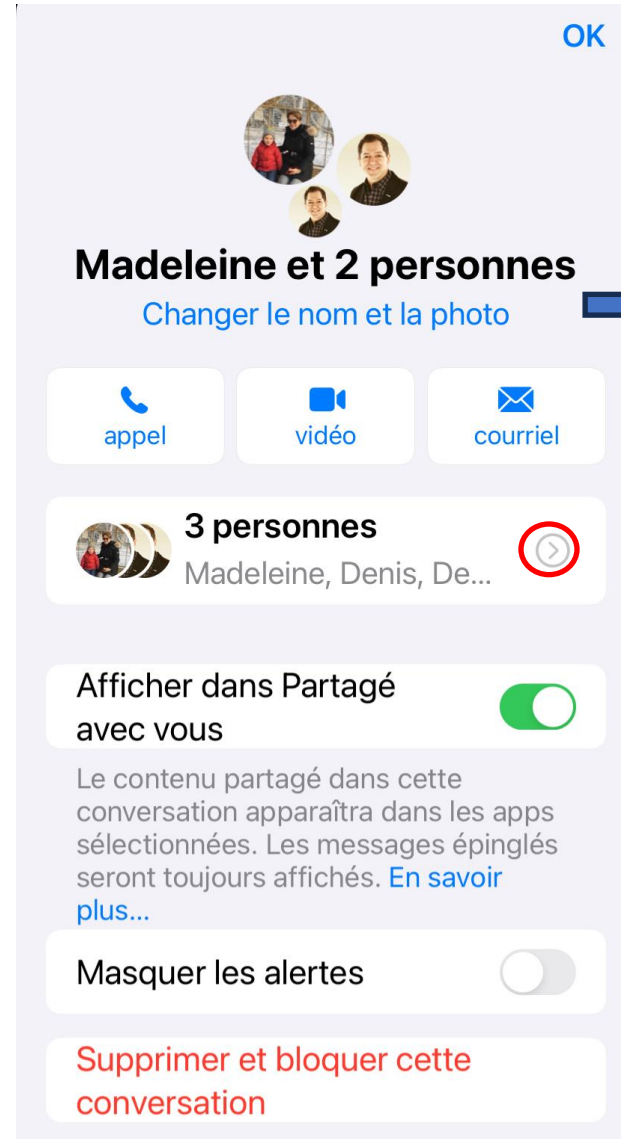 OK
Madeleine et 2 personnes
Changer le nom et la photo
appel
vidéo
courriel
3 personnes
Madeleine, Denis, De...
Afficher dans Partagé
avec vous
Le contenu partagé dans cette
conversation apparaîtra dans les apps
sélectionnées. Les messages épinglés
seront toujours affichés. En savoir
plus...
Masquer les alertes
Supprimer et bloquer cette
conversation